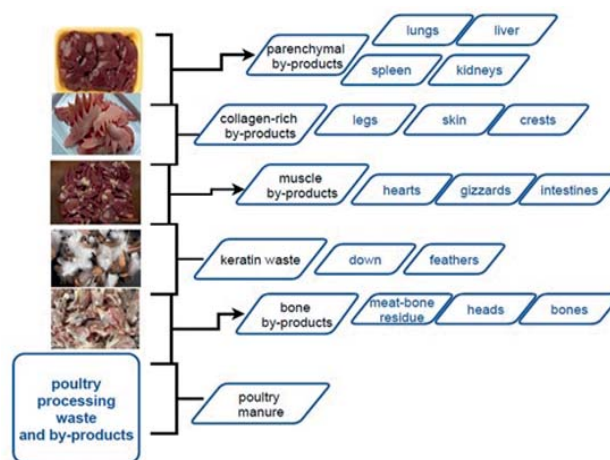 lungs
liver
parenchymal
by-products
spleen
kidneys
collagen-rich
by-products
legs
skin
crests
muscle
by-products
hearts
gizzards
intestines
keratin waste
down
feathers
bone
by-products
meat-bone
residue
heads
bones
poultry
processing
waste
and by-products
poultry
manure